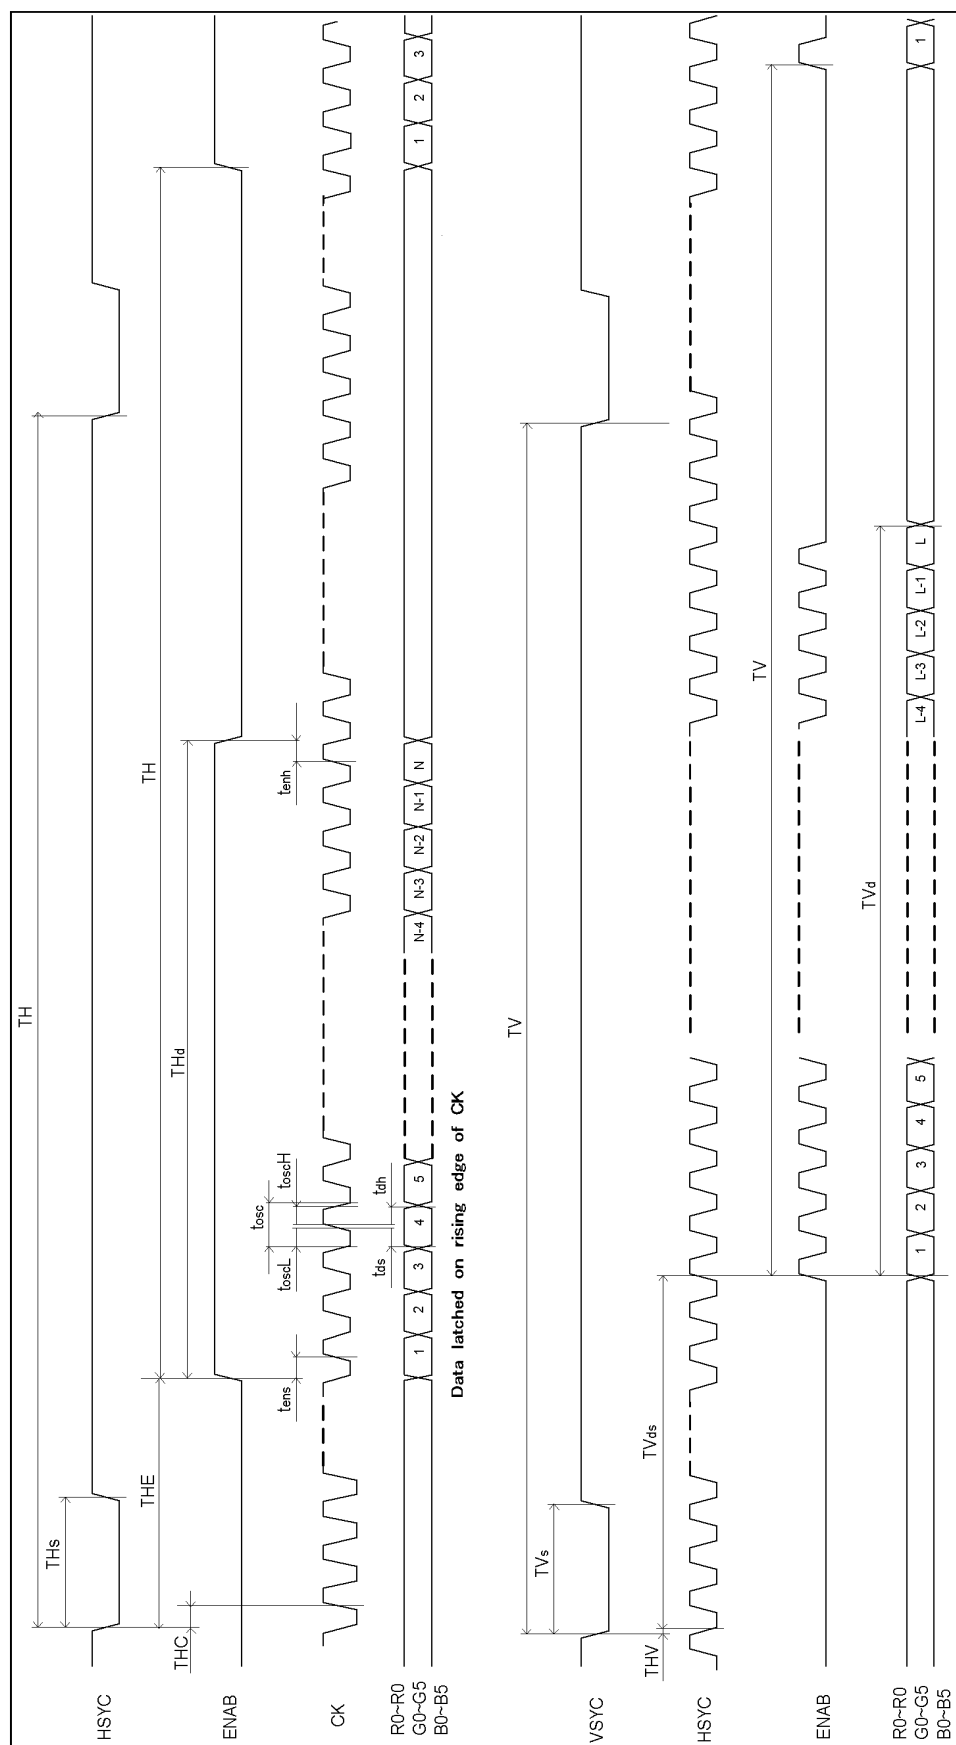 TH
THs
HSYC
TH
THE
THd
THC
ENAB
tosc
toscL
toscH
tens
tenh
CK
tds
tdh
R0~R0
G0~G5
B0~B5
1
2
3
4
5
N-4
N-3
N-2
N-1
N
1
2
3
Data latched on rising edge of CK
TV
TVs
VSYC
TVds
THV
HSYC
TV
ENAB
TVd
R0~R0
G0~G5
B0~B5
1
2
3
4
5
L-4
L-3
L-2
L-1
L
1